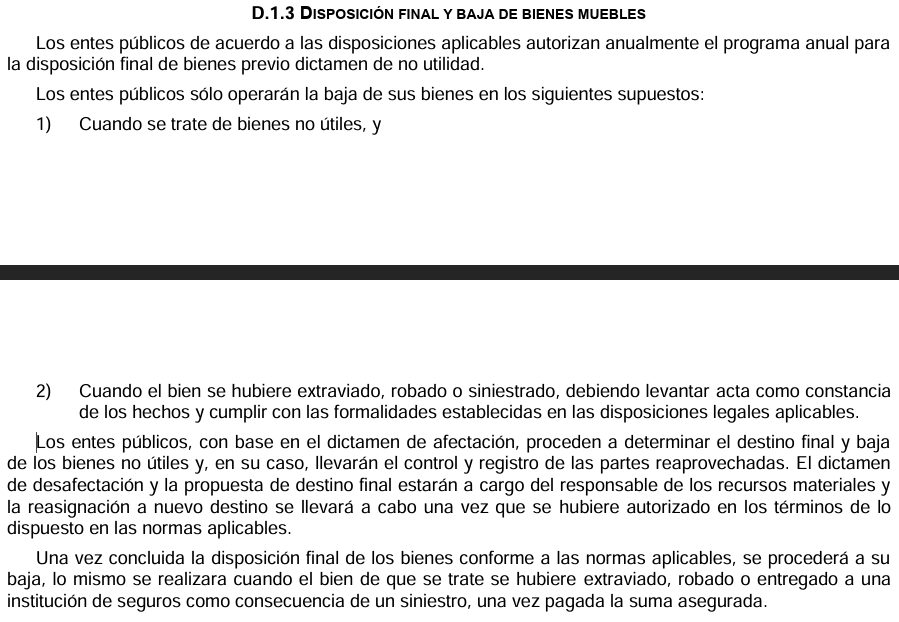 D.1.3 DISPOSICIÓN FINAL Y BAJA DE BIENES MUEBLES
Los entes públicos de acuerdo a las disposiciones aplicables autorizan anualmente el programa anual para
la disposición final de bienes previo dictamen de no utilidad.
Los entes públicos sólo operarán la baja de sus bienes en los siguientes supuestos:
1) Cuando se trate de bienes no útiles, y
2) Cuando el bien se hubiere extraviado, robado o siniestrado, debiendo levantar acta como constancia
de los hechos y cumplir con las formalidades establecidas en las disposiciones legales aplicables.
Los entes públicos, con base en el dictamen de afectación, proceden a determinar el destino final y baja
de los bienes no útiles y, en su caso, llevarán el control y registro de las partes reaprovechadas. El dictamen
de desafectación y la propuesta de destino final estarán a cargo del responsable de los recursos materiales y
la reasignación a nuevo destino se llevará a cabo una vez que se hubiere autorizado en los términos de lo
dispuesto en las normas aplicables.
Una vez concluida la disposición final de los bienes conforme a las normas aplicables, se procederá a su
baja, lo mismo se realizara cuando el bien de que se trate se hubiere extraviado, robado o entregado a una
institución de seguros como consecuencia de un siniestro, una vez pagada la suma asegurada.